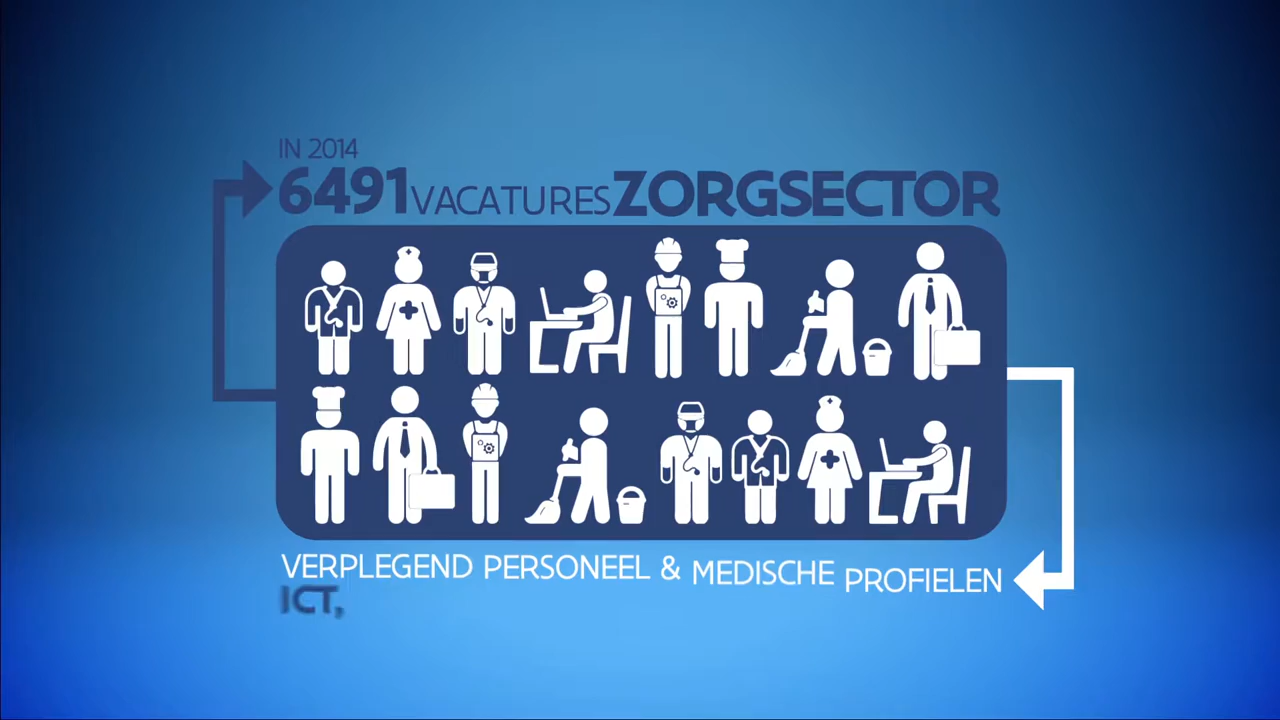 IN 2014
6491 VACATURES ZORGSECTOR
VERPLEGEND PERSONEEL & MEDISCHE PROFIELEN
ICT,